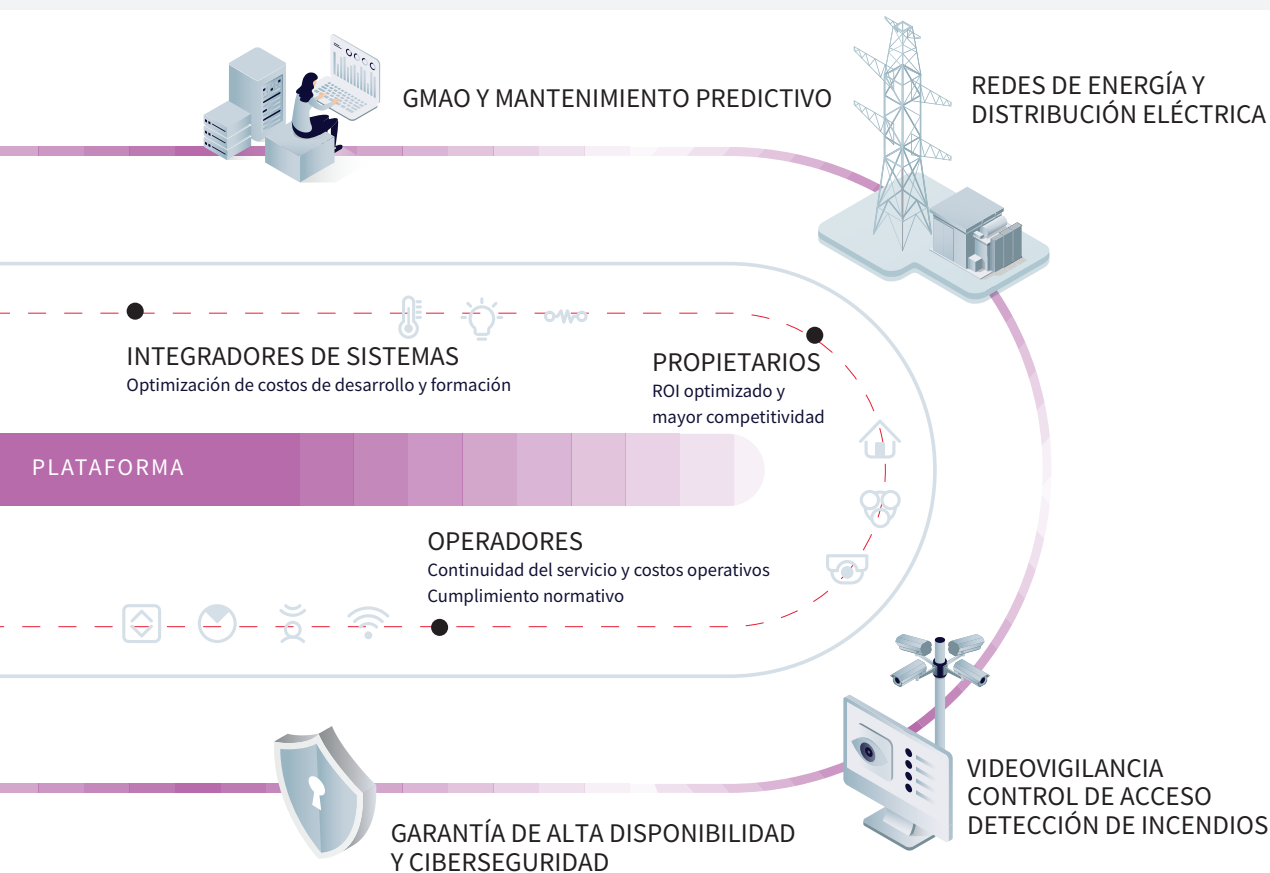 GMAO Y MANTENIMIENTO PREDICTIVO
REDES DE ENERGÍA Y
DISTRIBUCIÓN ELÉCTRICA
INTEGRADORES DE SISTEMAS
Optimización de costos de desarrollo y formación
PROPIETARIOS
ROI optimizado y
mayor competitividad
PLATAFORMA
OPERADORES
Continuidad del servicio y costos operativos
Cumplimiento normativo
VIDEOVIGILANCIA
CONTROL DE ACCESO
DETECCIÓN DE INCENDIOS
GARANTÍA DE ALTA DISPONIBILIDAD
Y CIBERSEGURIDAD